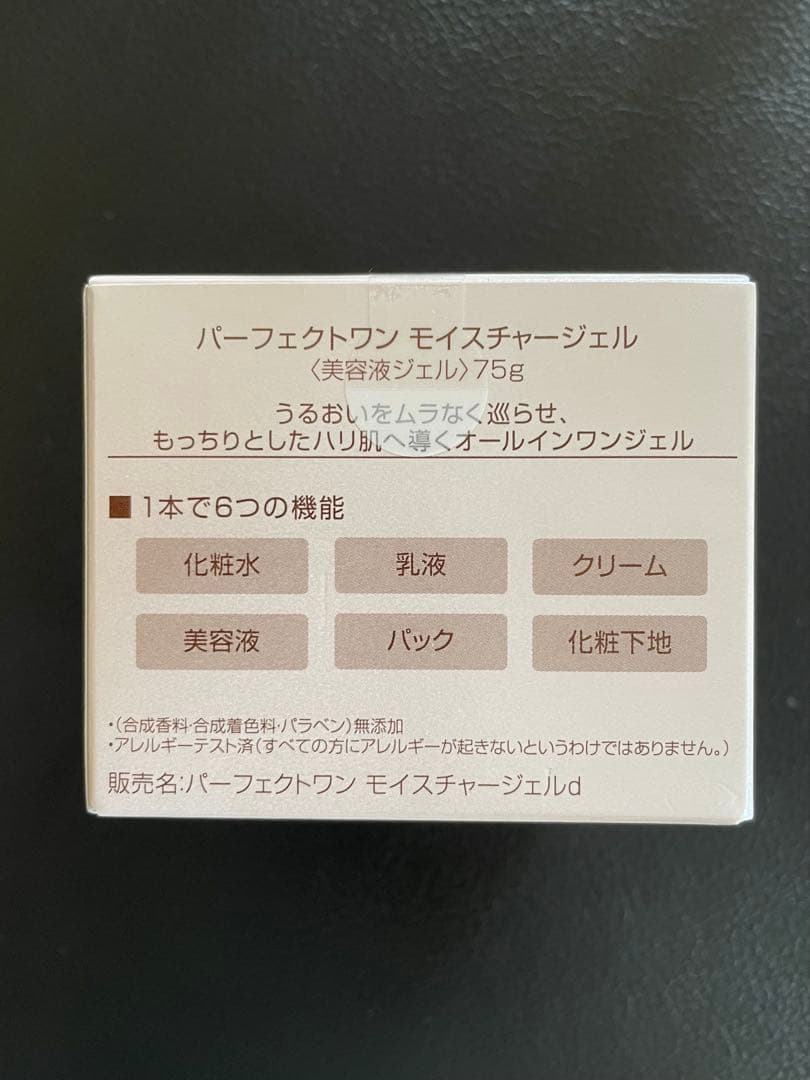 パーフェクトワン モイスチャージェル
〈美容液ジェル〉75g
うるおいをムラなく巡らせ、
もっちりとしたハリ肌へ導くオールインワンジェル
■ 1本で6つの機能
化粧水 乳液 クリーム
美容液 パック 化粧下地
・(合成香料・合成着色料・パラベン)無添加
・アレルギーテスト済(すべての方にアレルギーが起きないというわけではありません。)
販売名:パーフェクトワン モイスチャージェルd